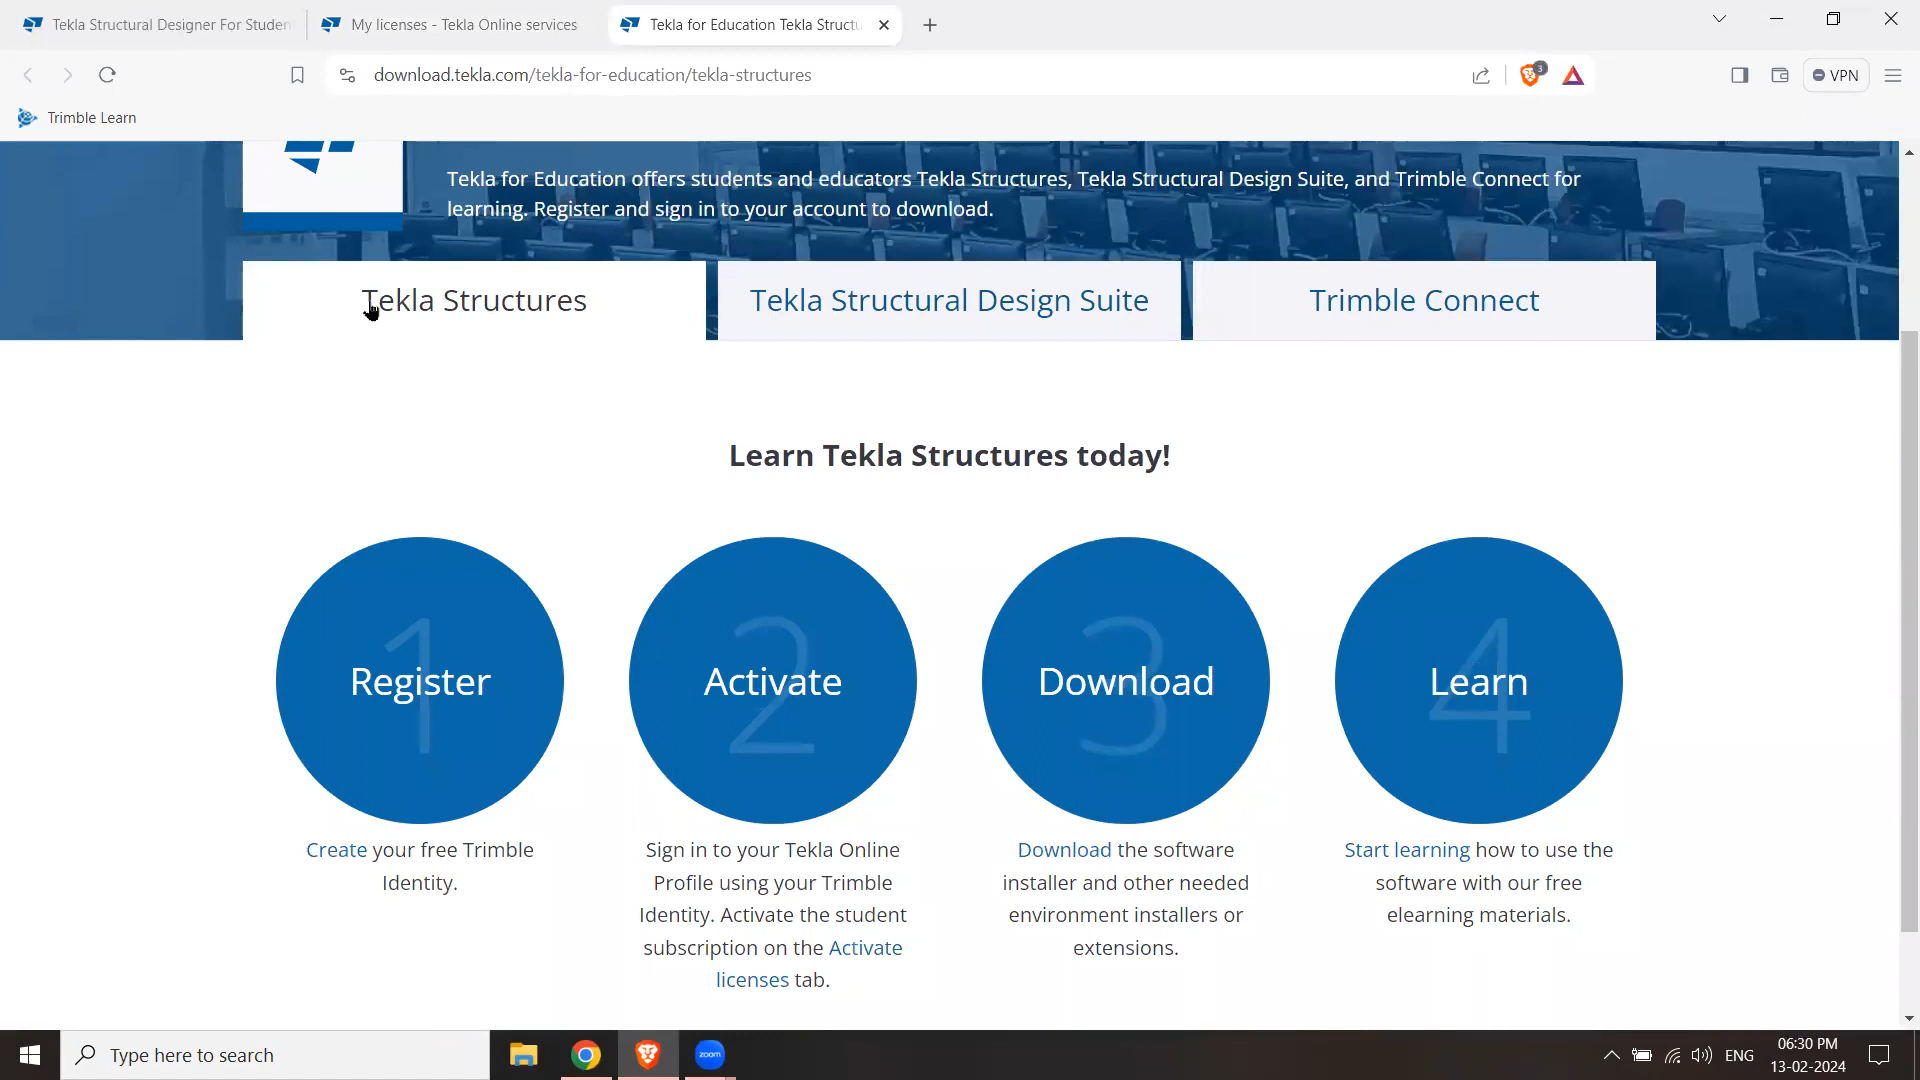 Tekla Structural Designer For Studen
My licenses - Tekla Online services
Tekla for Education Tekla Structu
download.tekla.com/tekla-for-education/tekla-structures
3
VPN
Trimble Learn
Tekla for Education offers students and educators Tekla Structures, Tekla Structural Design Suite, and Trimble Connect for
learning. Register and sign in to your account to download.
Tekla Structures
Tekla Structural Design Suite
Trimble Connect
Learn Tekla Structures today!
1
Register
2
Activate
3
Download
4
Learn
Create your free Trimble
Identity.
Sign in to your Tekla Online
Profile using your Trimble
Identity. Activate the student
subscription on the Activate
licenses tab.
Download the software
installer and other needed
environment installers or
extensions.
Start learning how to use the
software with our free
elearning materials.
Type here to search
zoom
ENG
06:30 PM
13-02-2024